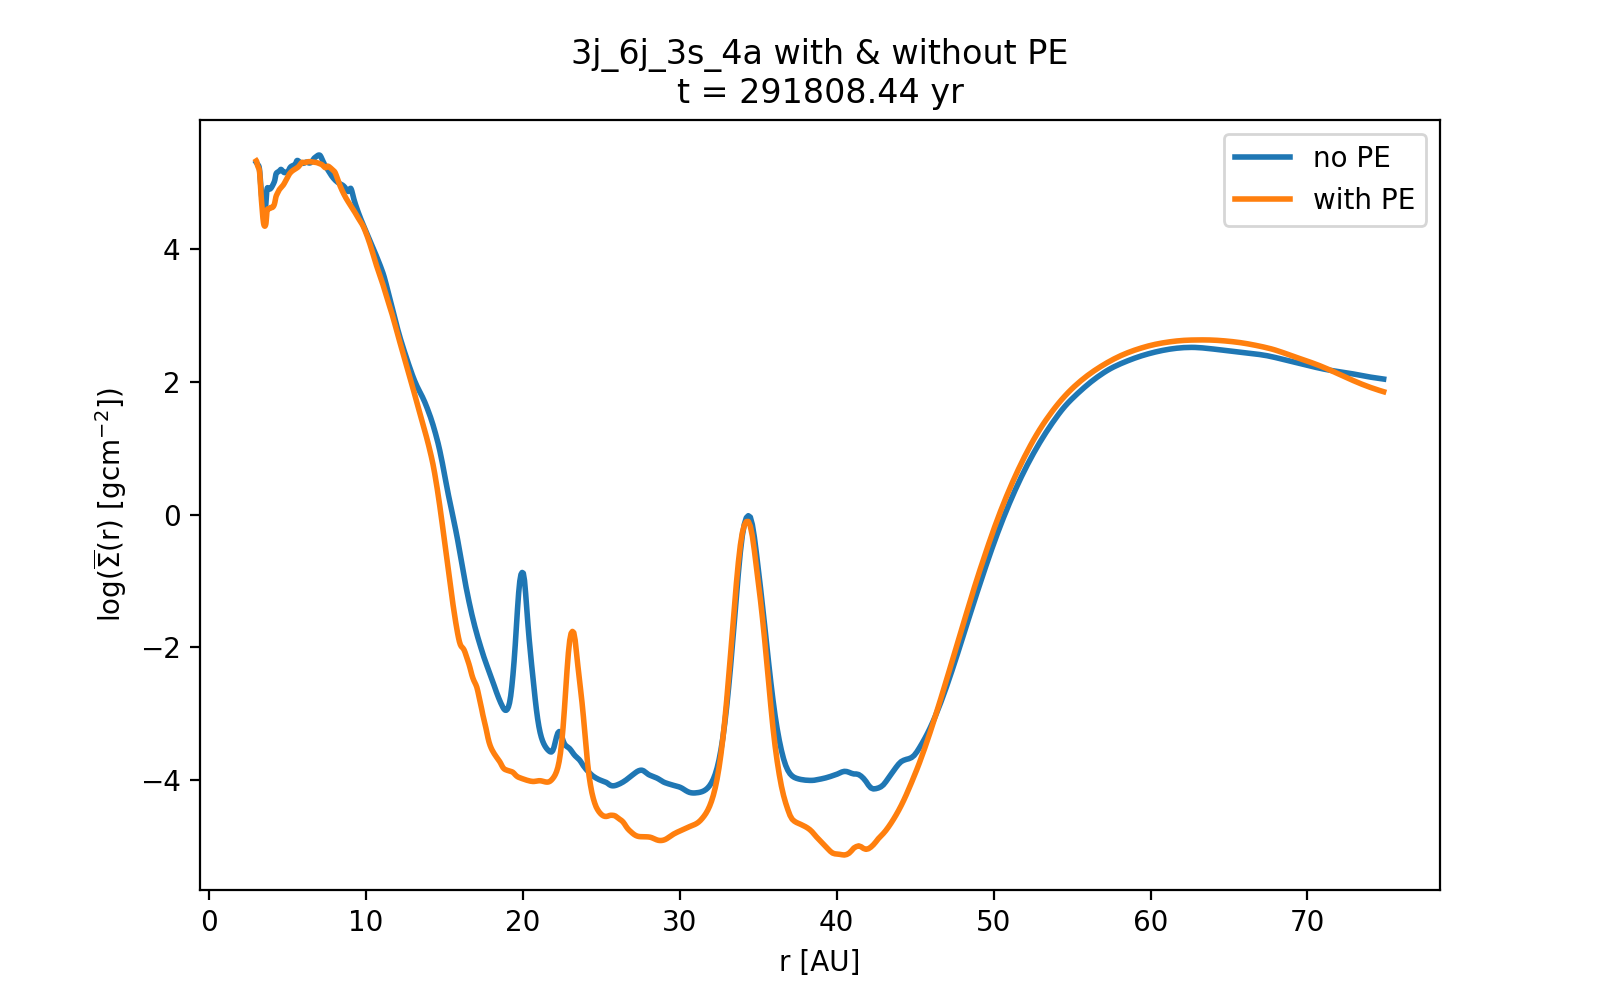 3j_6j_3s_4a with & without PE
t = 291808.44 yr
no PE
with PE
4
2
0
−2
−4
log(Σ̅(r) [gcm⁻²])
0 10 20 30 40 50 60 70
r [AU]